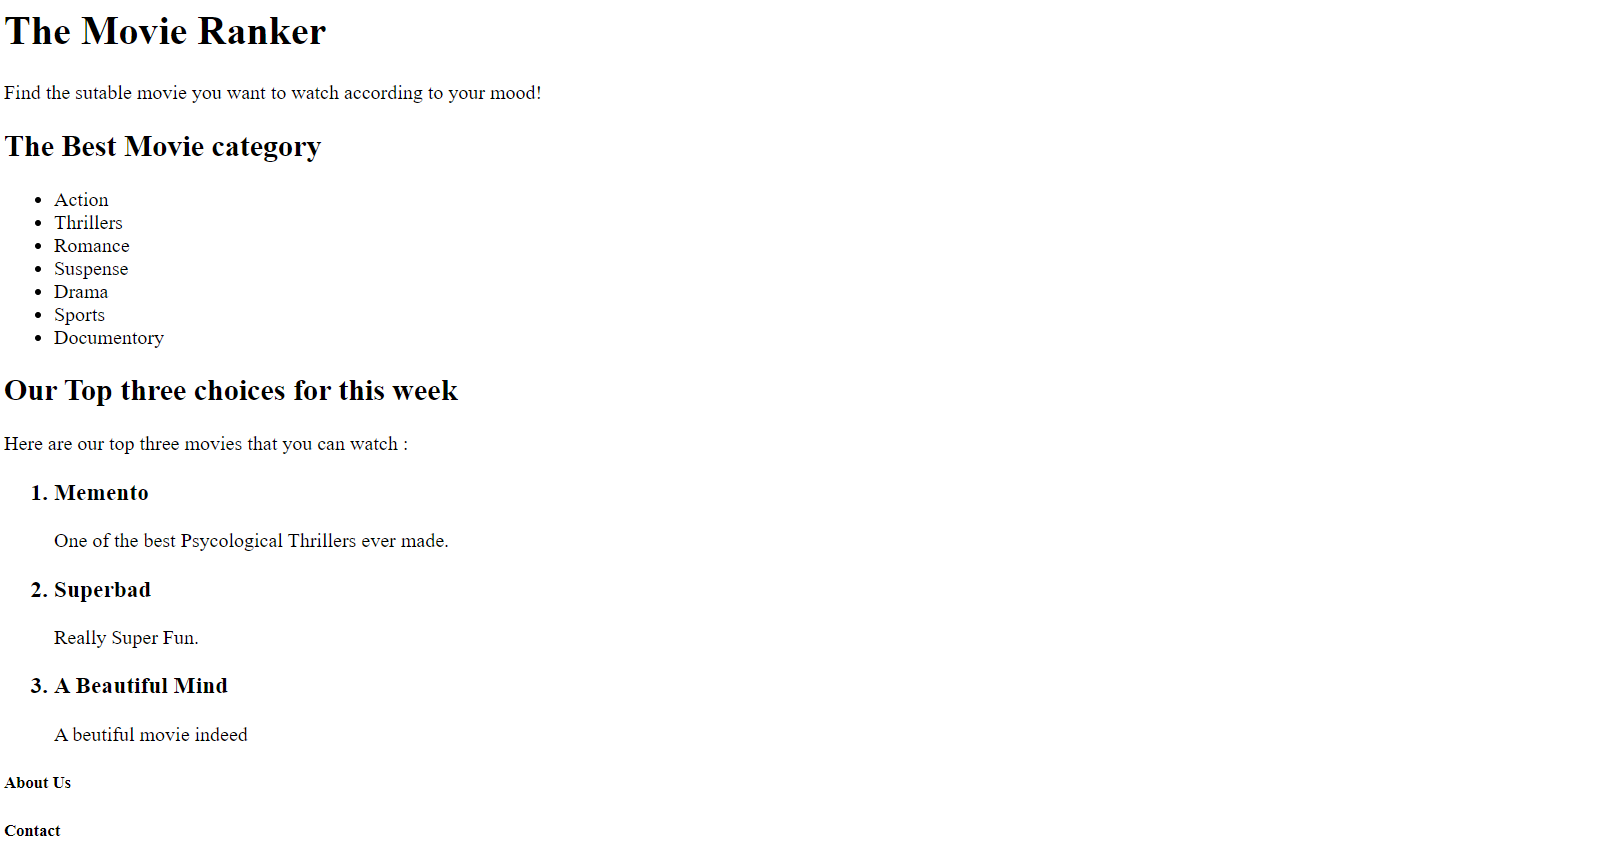 The Movie Ranker
Find the sutable movie you want to watch according to your mood!
The Best Movie category
• Action
• Thrillers
• Romance
• Suspense
• Drama
• Sports
• Documentory
Our Top three choices for this week
Here are our top three movies that you can watch :
1. Memento
One of the best Psycological Thrillers ever made.
2. Superbad
Really Super Fun.
3. A Beautiful Mind
A beutiful movie indeed
About Us
Contact